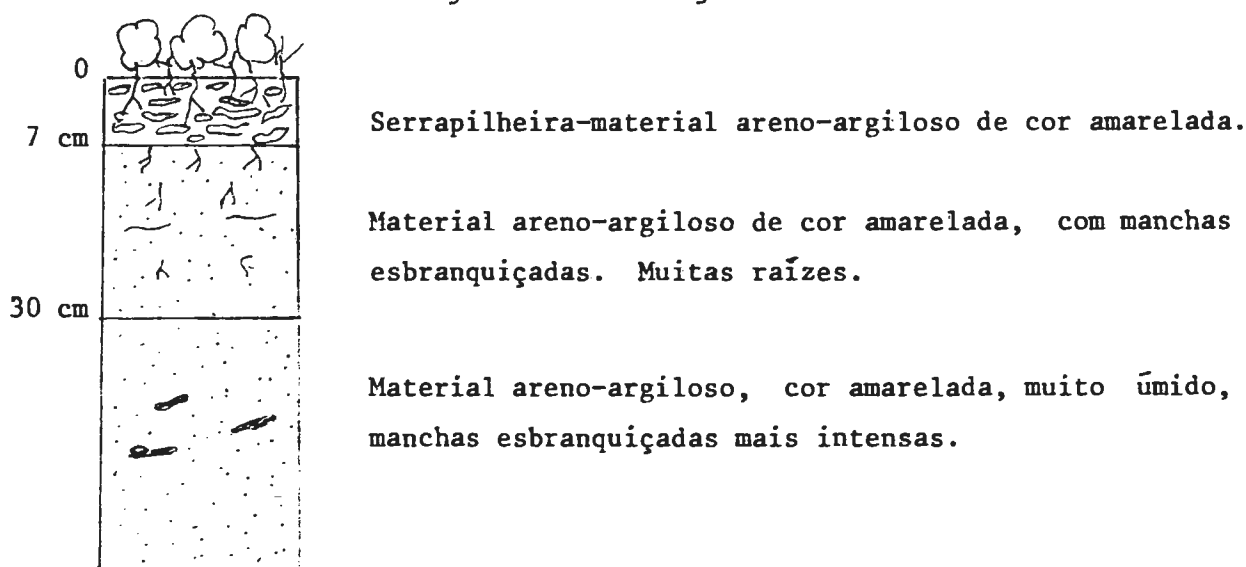 0
7 cm
Serrapilheira-material areno-argiloso de cor amarelada.
Material areno-argiloso de cor amarelada, com manchas
esbranquiçadas. Muitas raízes.
30 cm
Material areno-argiloso, cor amarelada, muito úmido,
manchas esbranquiçadas mais intensas.